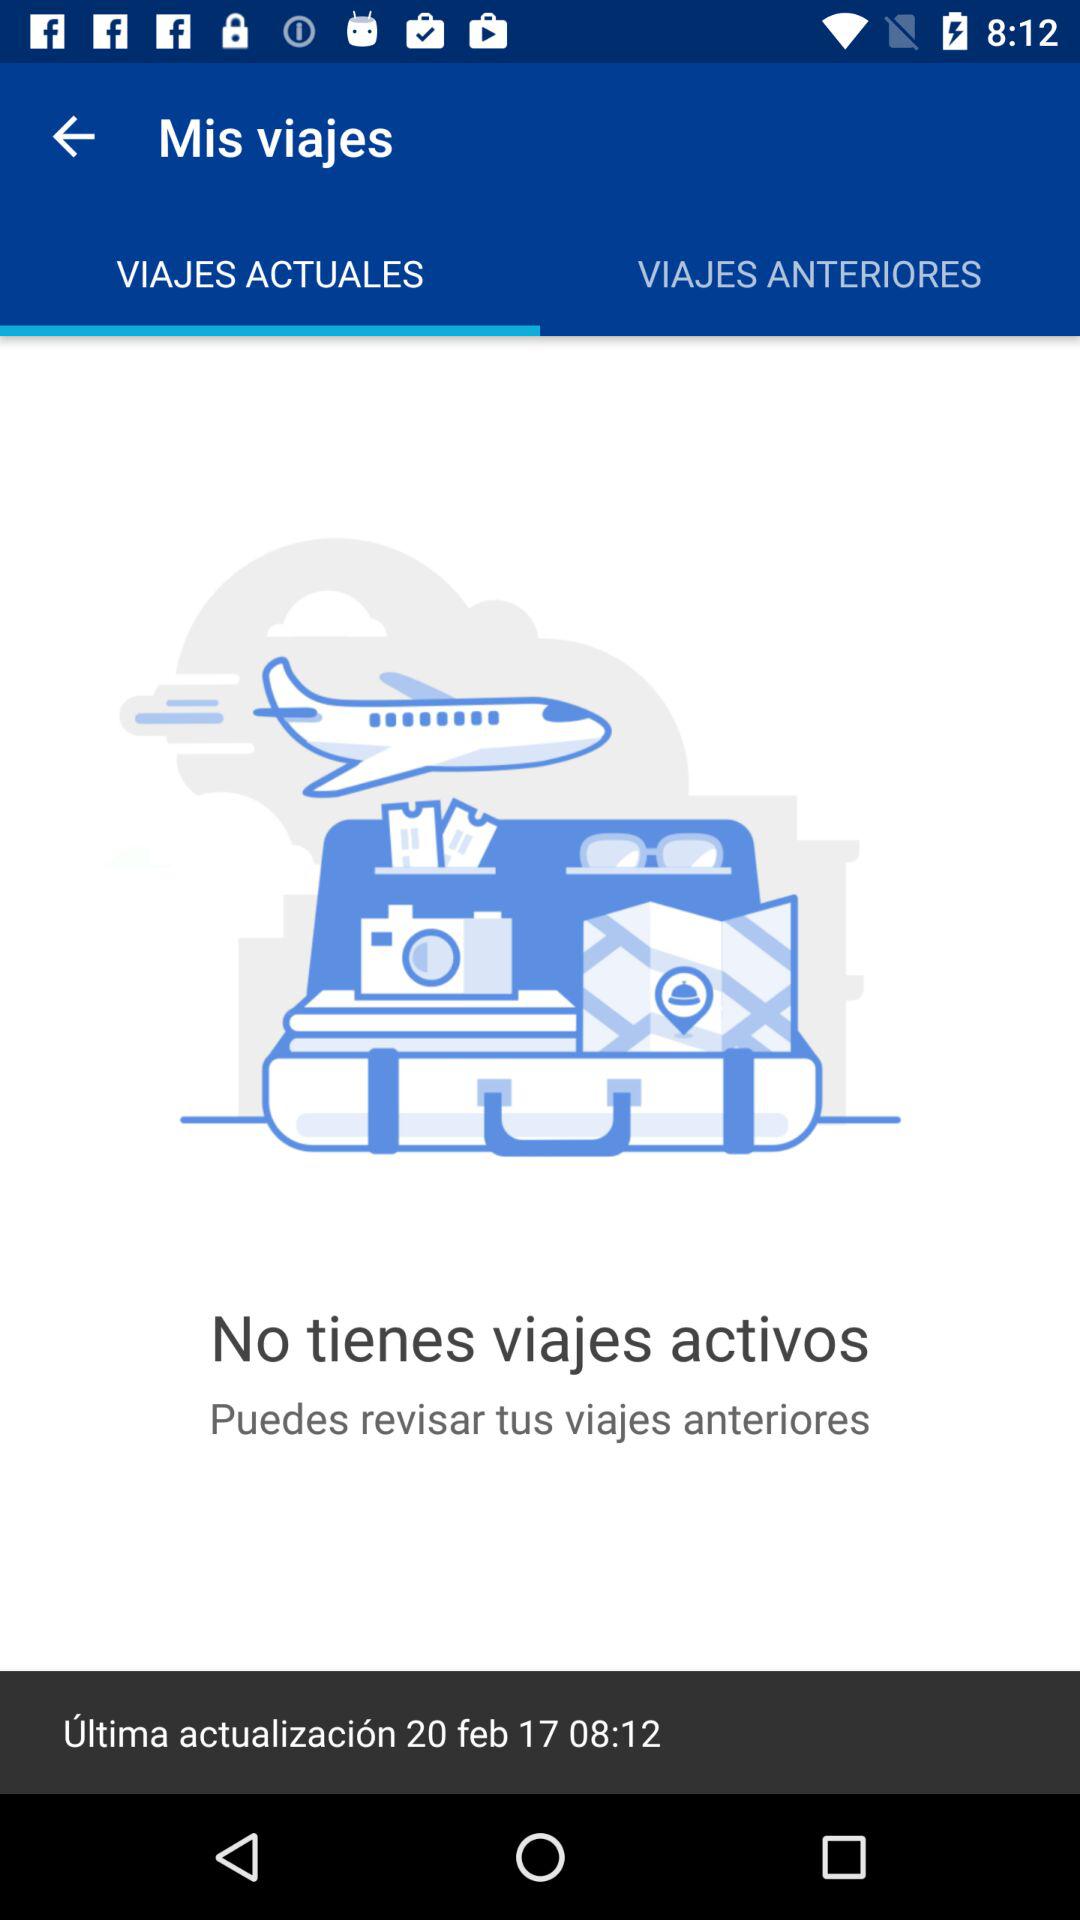 8:12
Mis viajes
VIAJES ACTUALES
VIAJES ANTERIORES
No tienes viajes activos
Puedes revisar tus viajes anteriores
Última actualización 20 feb 17 08:12